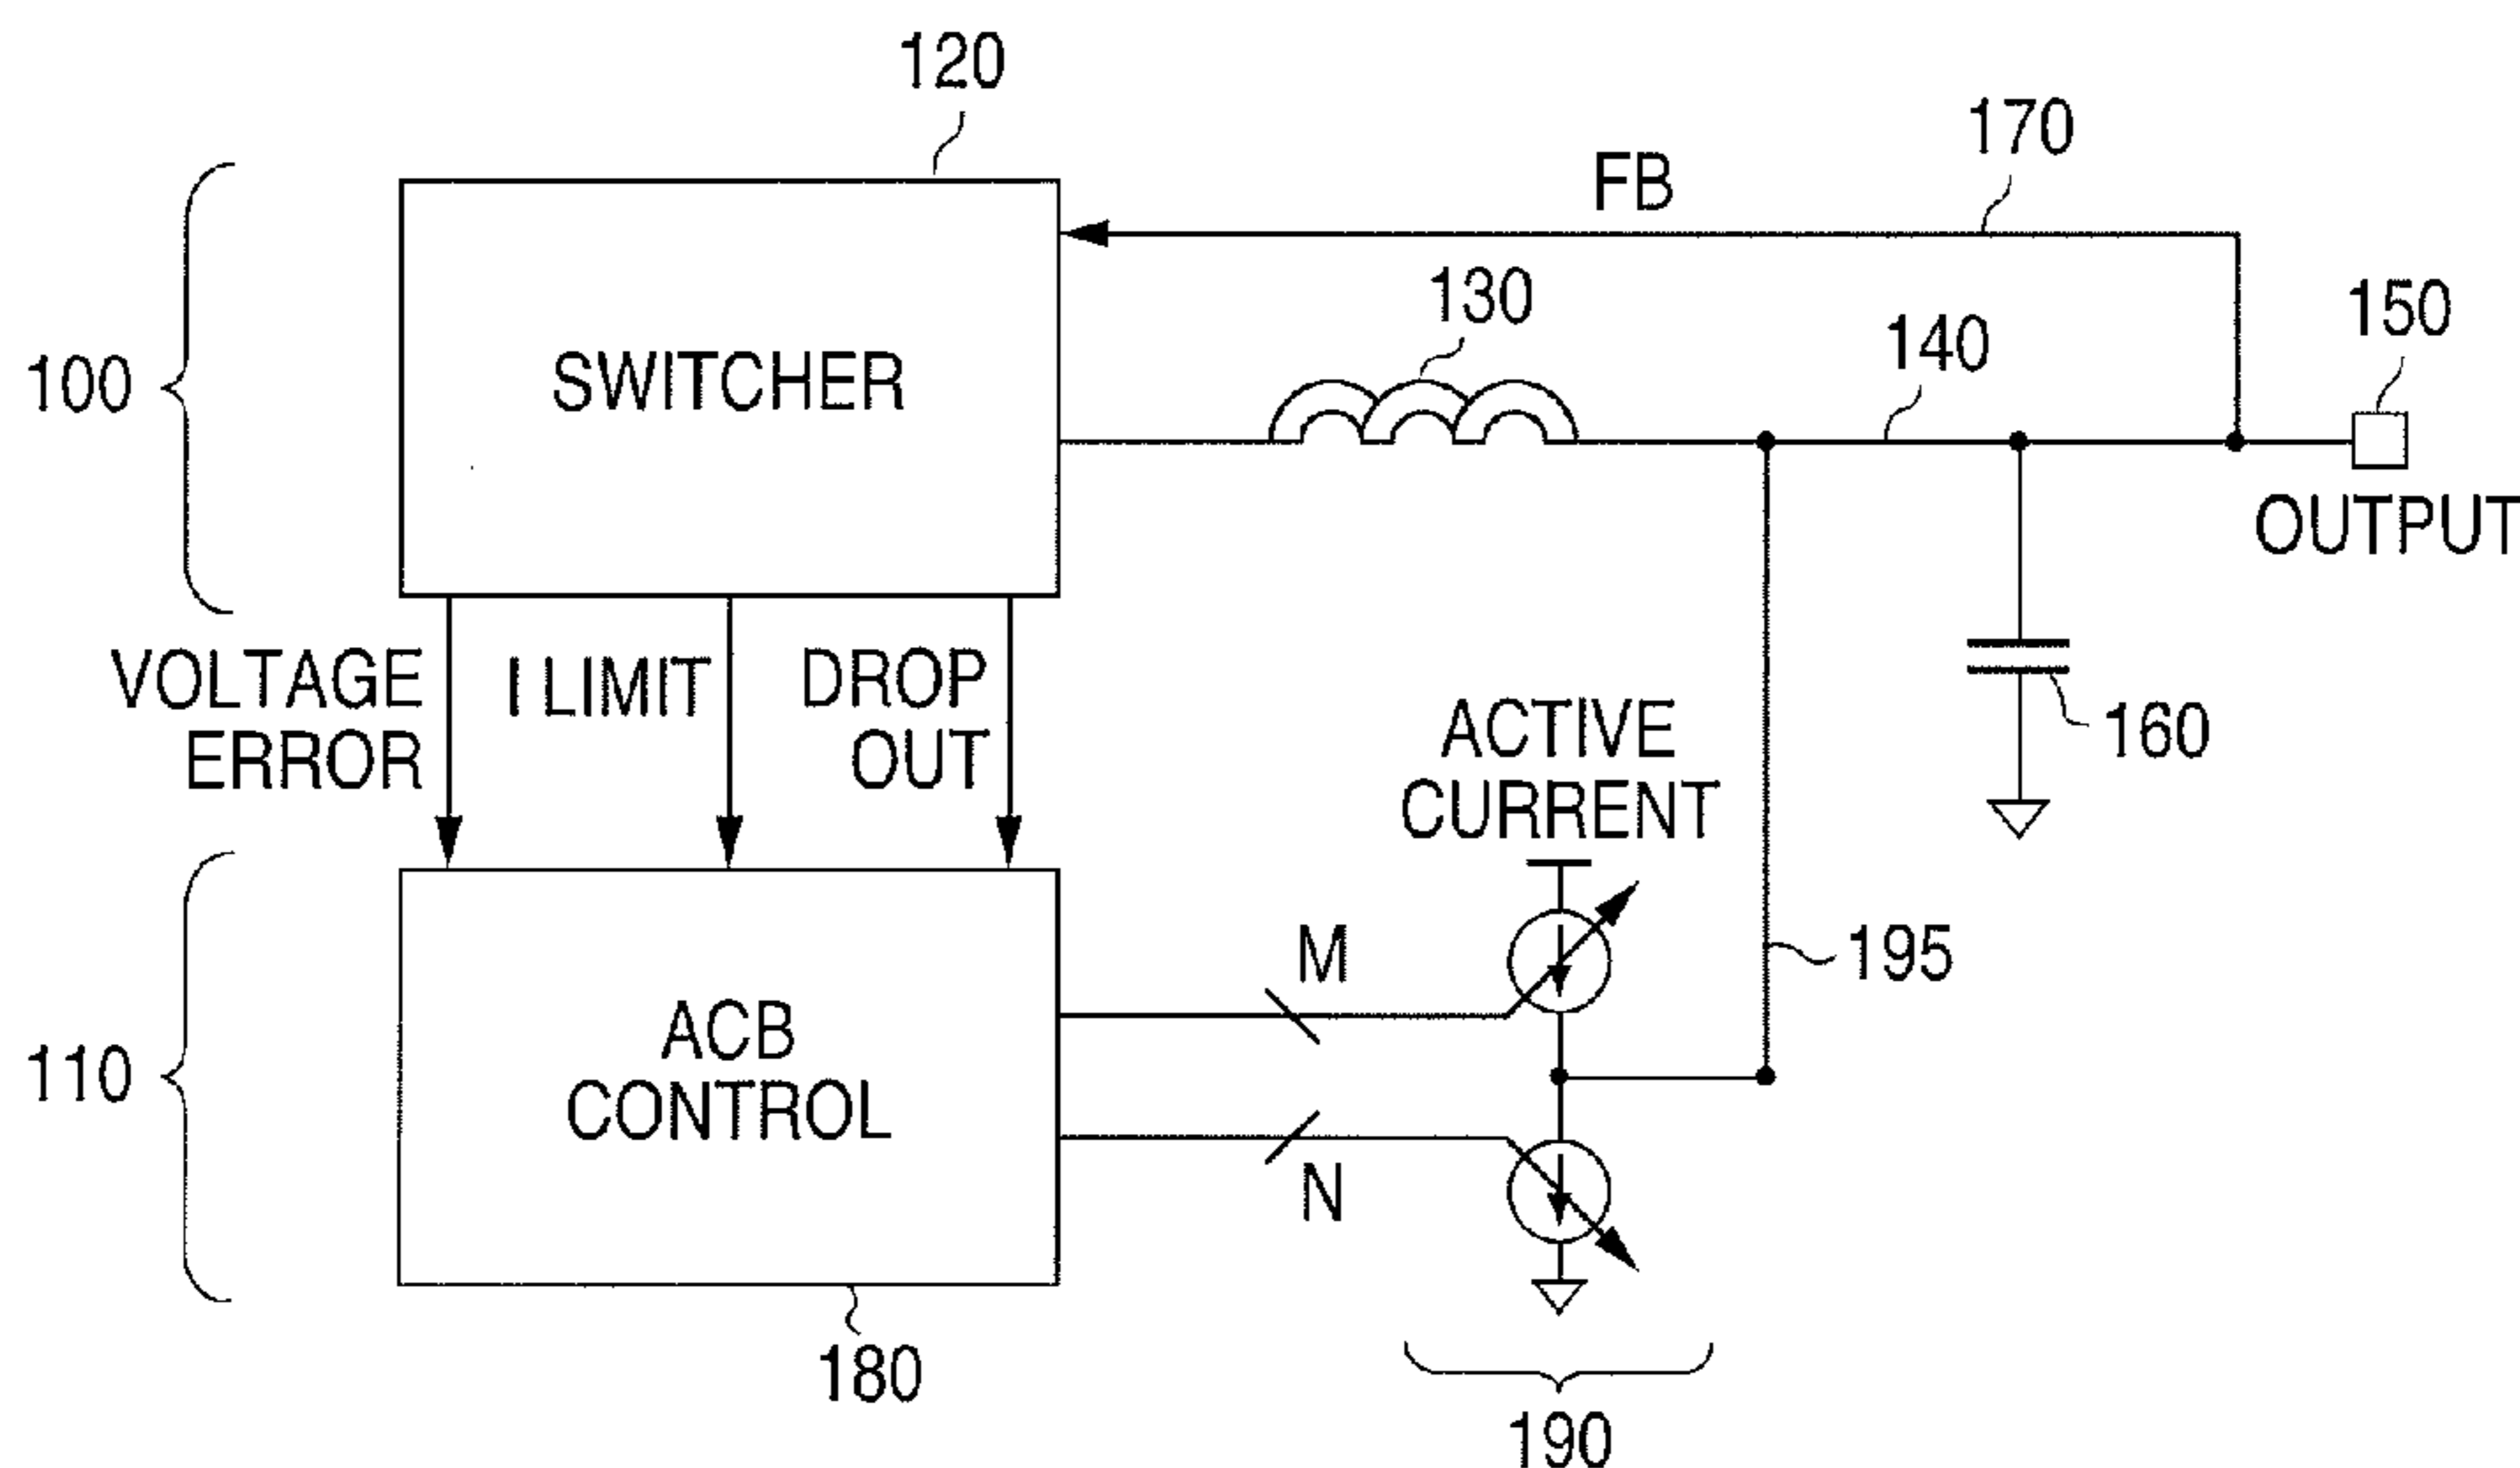 120
170
FB
130
150
140
100
SWITCHER
OUTPUT
VOLTAGE
ERROR
I LIMIT
DROP
OUT
ACTIVE
CURRENT
160
M
195
ACB
CONTROL
110
N
180
190